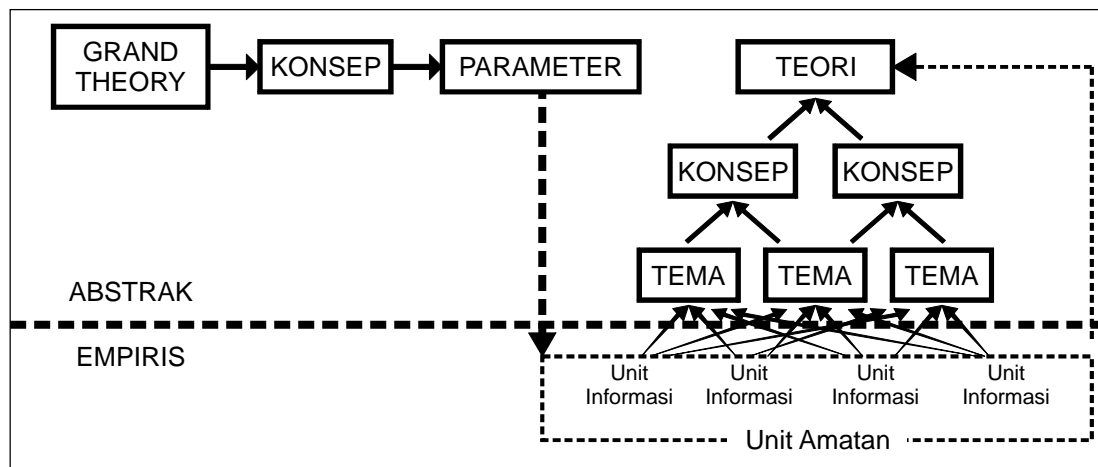 GRAND
THEORY
KONSEP
PARAMETER
TEORI
KONSEP
KONSEP
TEMA
TEMA
TEMA
ABSTRAK
EMPIRIS
Unit
Informasi
Unit
Informasi
Unit
Informasi
Unit
Informasi
Unit Amatan